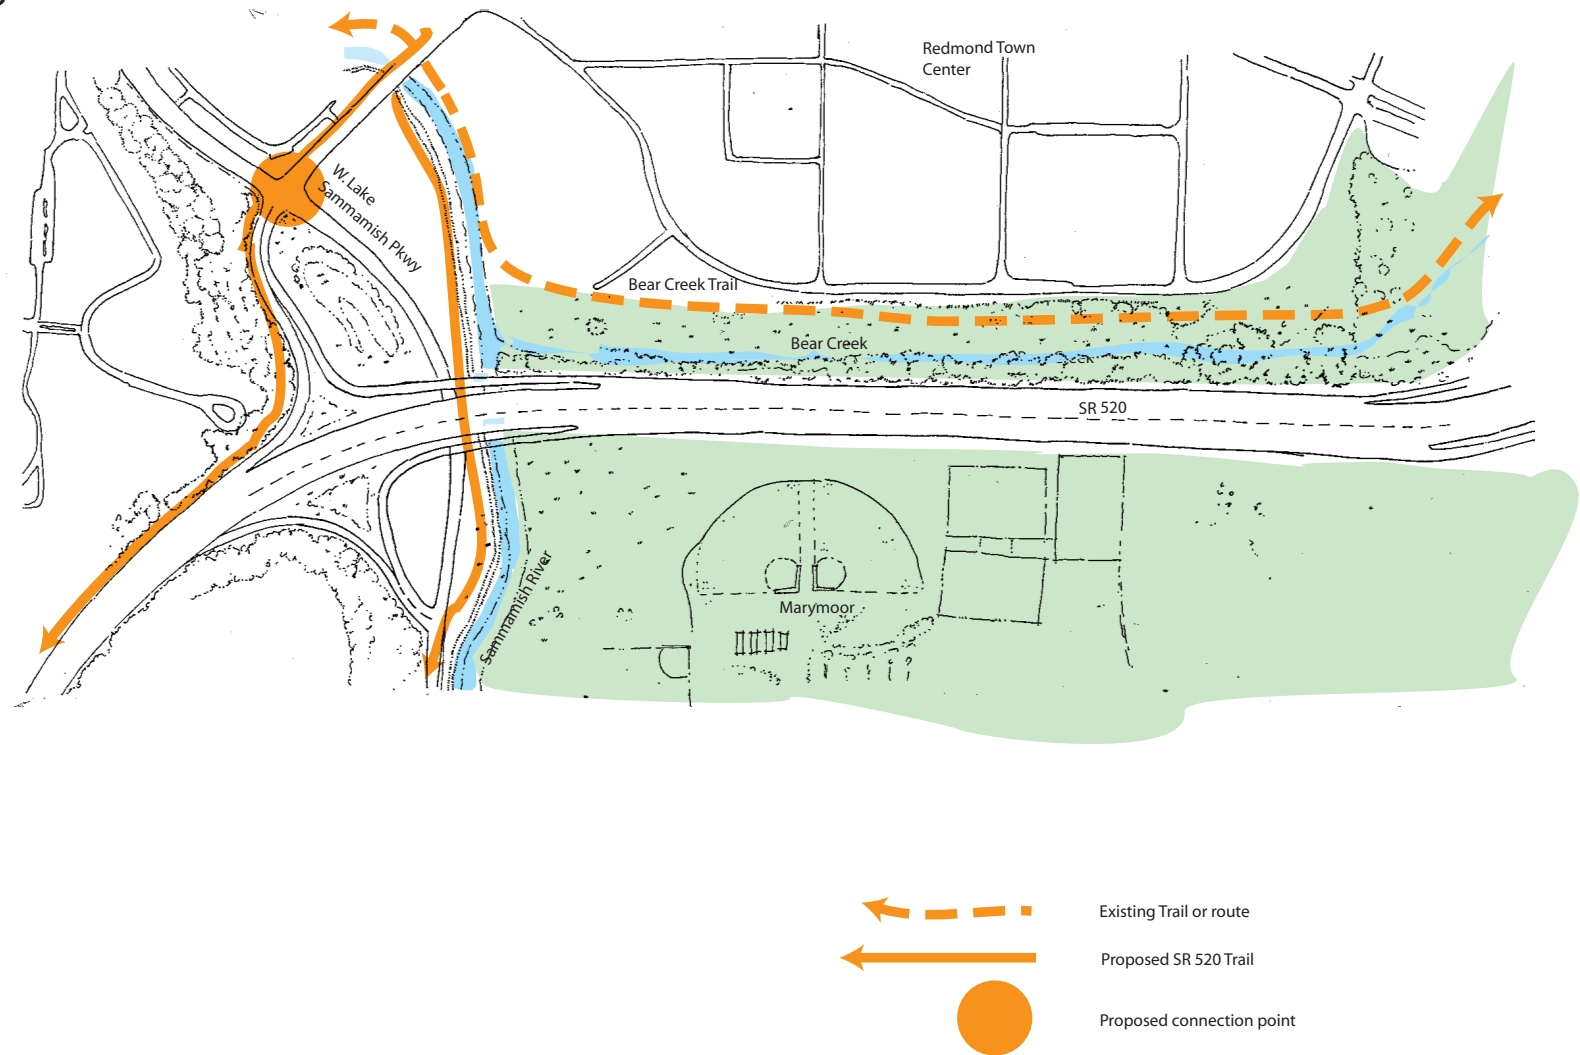 Redmond Town
Center
W. Lake
Sammamish Pkwy
Bear Creek Trail
Bear Creek
SR 520
Sammamish River
Marymoor
Existing Trail or route
Proposed SR 520 Trail
Proposed connection point